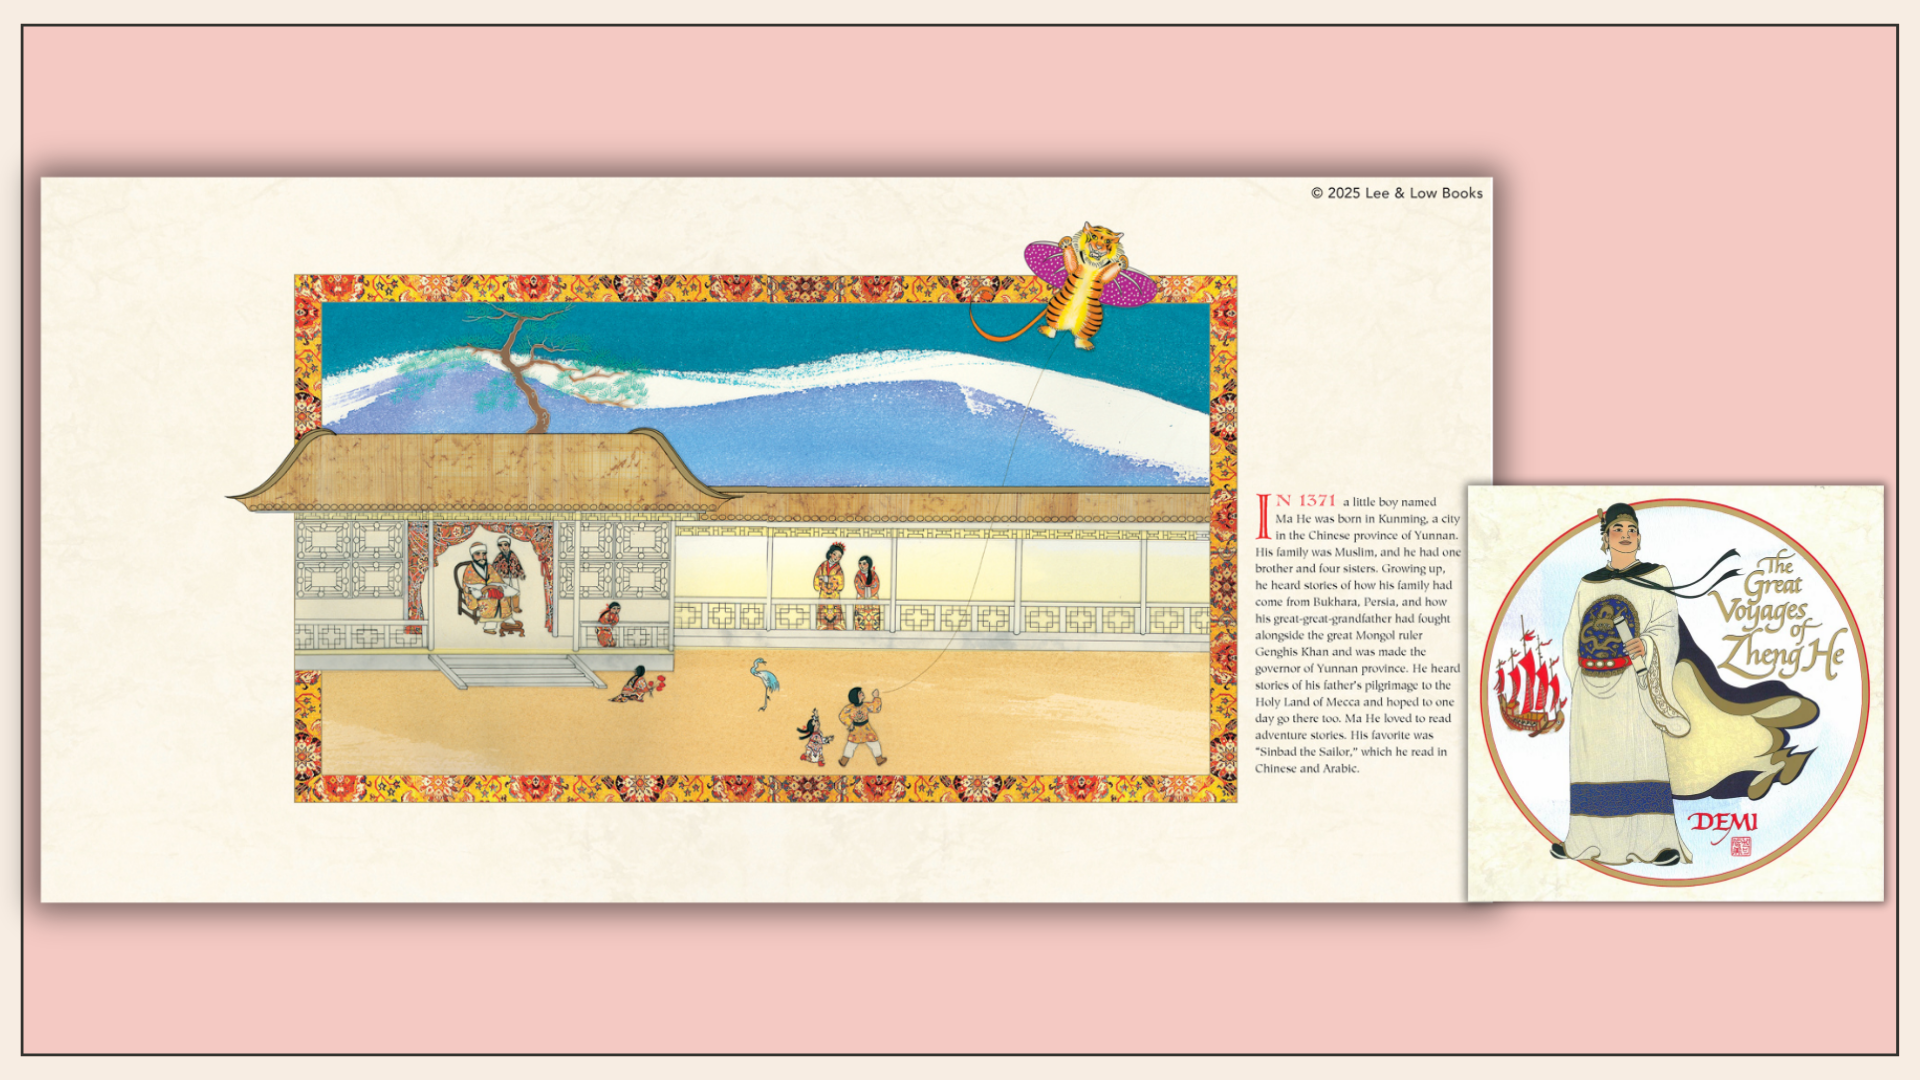 © 2025 Lee & Low Books
IN 1371 a little boy named
Ma He was born in Kunming, a city
in the Chinese province of Yunnan.
His family was Muslim, and he had one
brother and four sisters. Growing up,
he heard stories of how his family had
come from Bukhara, Persia, and how
his great-great-grandfather had fought
alongside the great Mongol ruler
Genghis Khan and was made the
governor of Yunnan province. He heard
stories of his father's pilgrimage to the
Holy Land of Mecca and hoped to one
day go there too. Ma He loved to read
adventure stories. His favorite was
"Sinbad the Sailor," which he read in
Chinese and Arabic.
The
Great
Voyages
of
Zheng He
DEMI